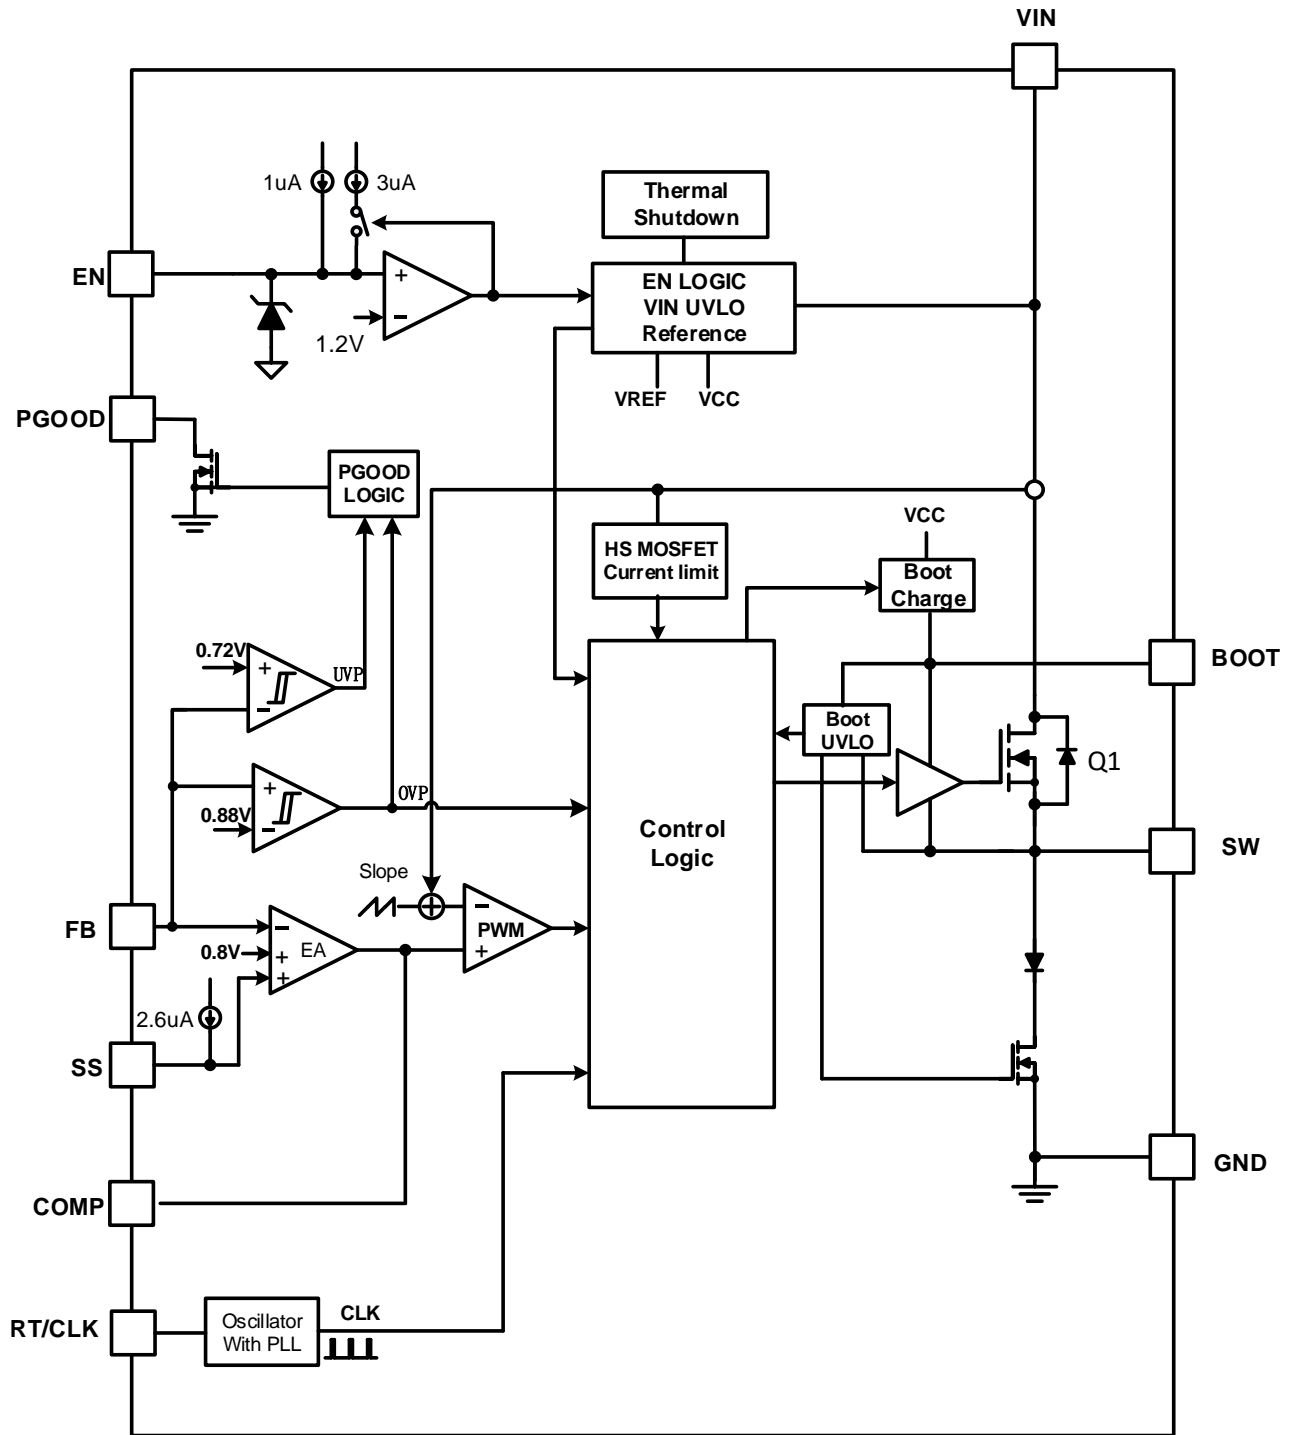 VIN
1uA
3uA
Thermal
Shutdown
EN
+
EN LOGIC
VIN UVLO
Reference
−
1.2V
VREF
VCC
PGOOD
PGOOD
LOGIC
VCC
HS MOSFET
Current limit
Boot
Charge
0.72V
+
UVP
−
BOOT
Boot
UVLO
Q1
+
OVP
0.88V
−
Control
Logic
SW
Slope
−
PWM
+
FB
−
0.8V
+
EA
+
2.6uA
SS
GND
COMP
RT/CLK
Oscillator
With PLL
CLK